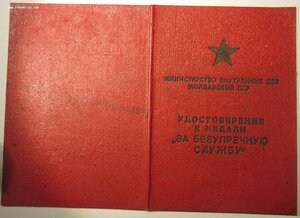 МИНИСТЕРСТВО ВНУТРЕННИХ ДЕЛ
МОЛДАВСКОЙ ССР
УДОСТОВЕРЕНИЕ
К МЕДАЛИ
„ЗА БЕЗУПРЕЧНУЮ
СЛУЖБУ"